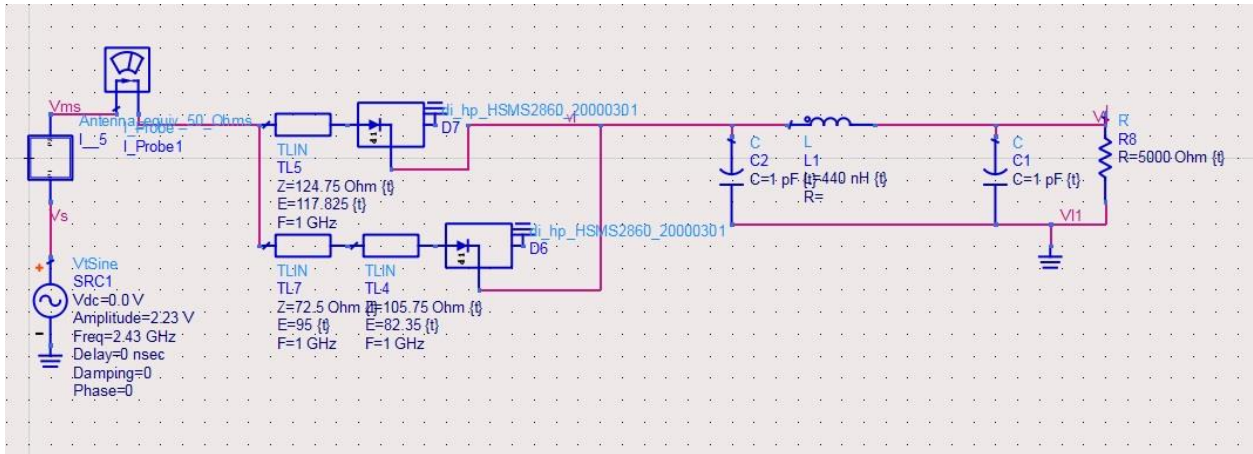 Vms
Antenna_equiv_50_Ohms
I__5
I_Probe
I_Probe1
Vs
VtSine
SRC1
Vdc=0.0 V
Amplitude=2.23 V
Freq=2.43 GHz
Delay=0 nsec
Damping=0
Phase=0
TLIN
TL5
Z=124.75 Ohm {t}
E=117.825 {t}
F=1 GHz
di_hp_HSMS2860_20000301
D7
TLIN
TL7
Z=72.5 Ohm {t}
E=95 {t}
F=1 GHz
TLIN
TL4
Z=105.75 Ohm {t}
E=82.35 {t}
F=1 GHz
di_hp_HSMS2860_20000301
D6
C
C2
C=1 pF {t}
L
L1
L=440 nH {t}
R=
C
C1
C=1 pF {t}
R
R8
R=5000 Ohm {t}
Vl1